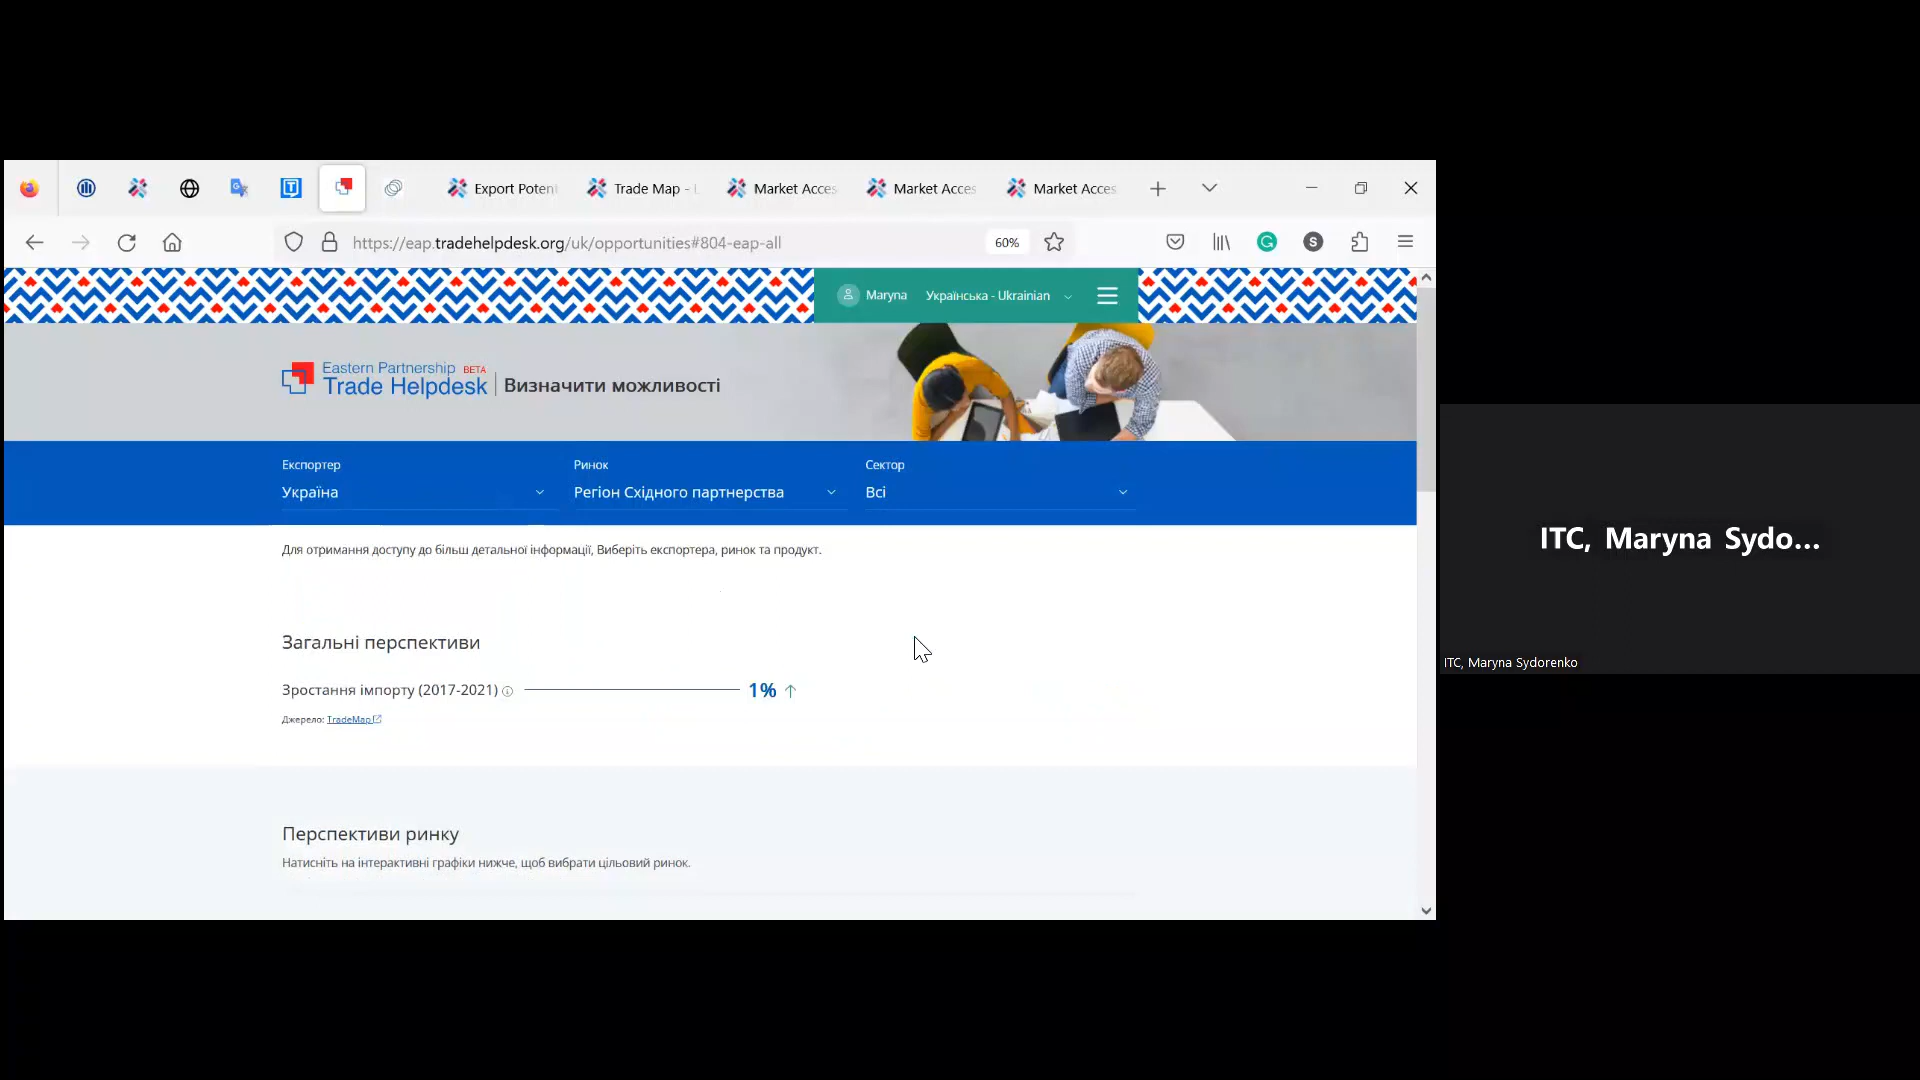 Export Poten
Trade Map - L
Market Acces
Market Acces
Market Acces
https://eap.tradehelpdesk.org/uk/opportunities#804-eap-all
60%
S
Maryna
Українська - Ukrainian
Eastern Partnership BETA
Trade Helpdesk
Визначити можливості
Експортер
Ринок
Сектор
Україна
Регіон Східного партнерства
Всі
Для отримання доступу до більш детальної інформації, Виберіть експортера, ринок та продукт.
Загальні перспективи
Зростання імпорту (2017-2021)
1%
Джерело: TradeMap
Перспективи ринку
Натисніть на інтерактивні графіки нижче, щоб вибрати цільовий ринок.
ITC, Maryna Sydo...
ITC, Maryna Sydorenko